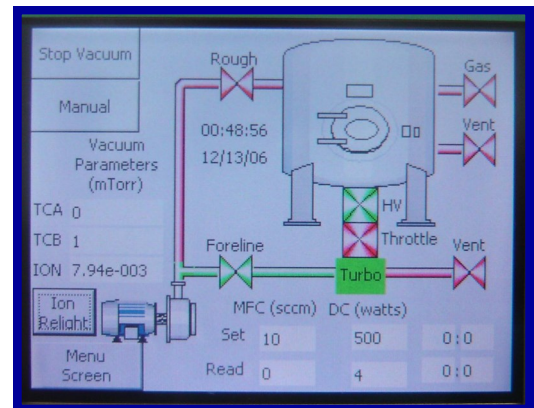 Stop Vacuum
Rough
Gas
Manual
00:48:56
12/13/06
Vent
Vacuum
Parameters
(mTorr)
TCA 0
HV
TCB 1
Foreline
Throttle
Vent
ION 7.94e-003
Turbo
Ion
Relight
MFC (sccm) DC (watts)
Set 10 500 0:0
Menu
Screen
Read 0 4 0:0